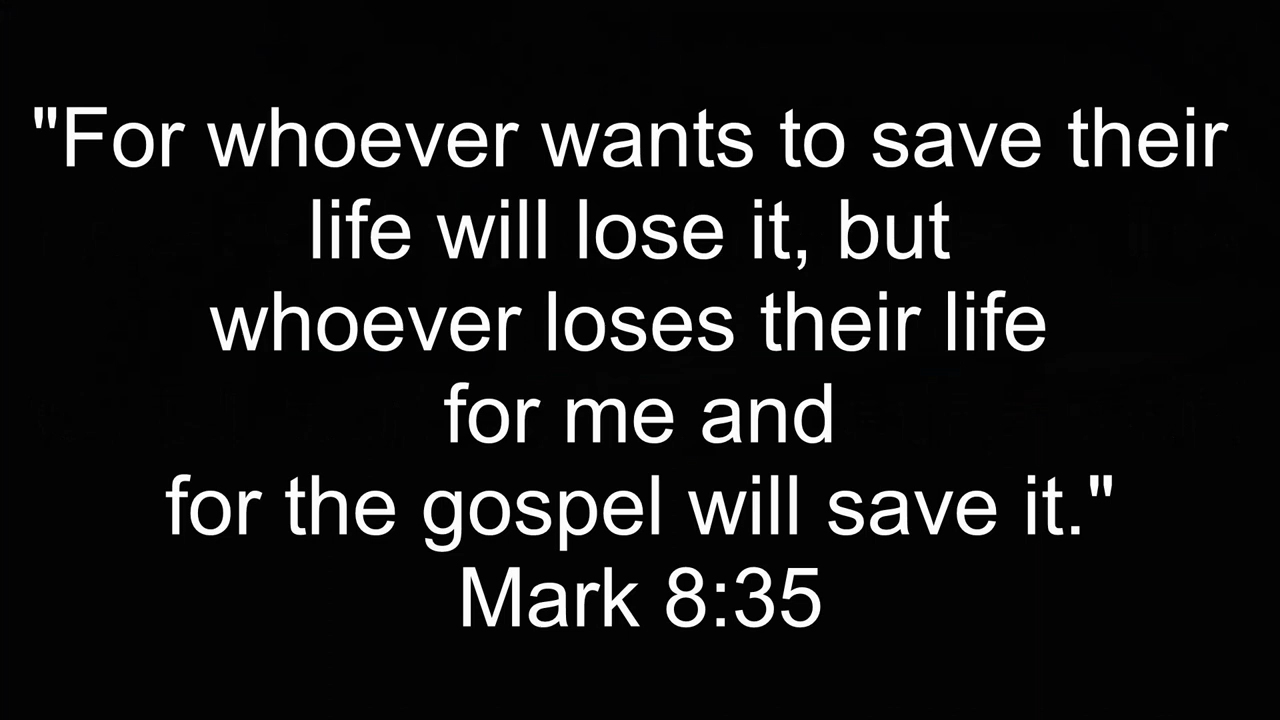 "For whoever wants to save their
life will lose it, but
whoever loses their life
for me and
for the gospel will save it."
Mark 8:35